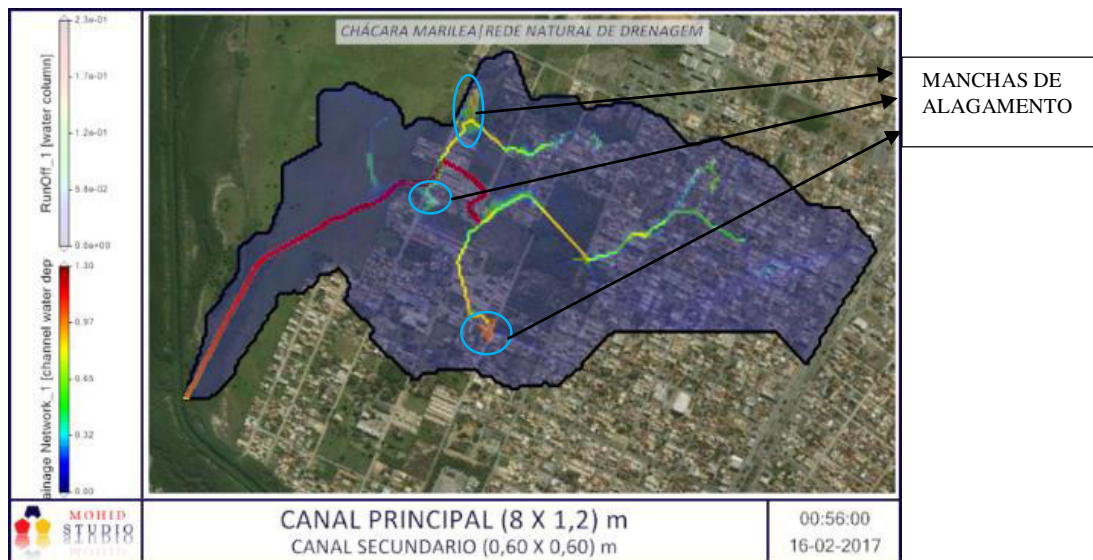 CHÁCARA MARILEA|REDE NATURAL DE DRENAGEM
MANCHAS DE
ALAGAMENTO
RunOff_1 [water column]
2.3e-01
1.7e-01
1.2e-01
5.8e-02
0.0e+00
ainage Network_1 [channel water dep
1.30
0.97
0.65
0.32
0.00
MOHID
STUDIO
CANAL PRINCIPAL (8 X 1,2) m
CANAL SECUNDARIO (0,60 X 0,60) m
00:56:00
16-02-2017